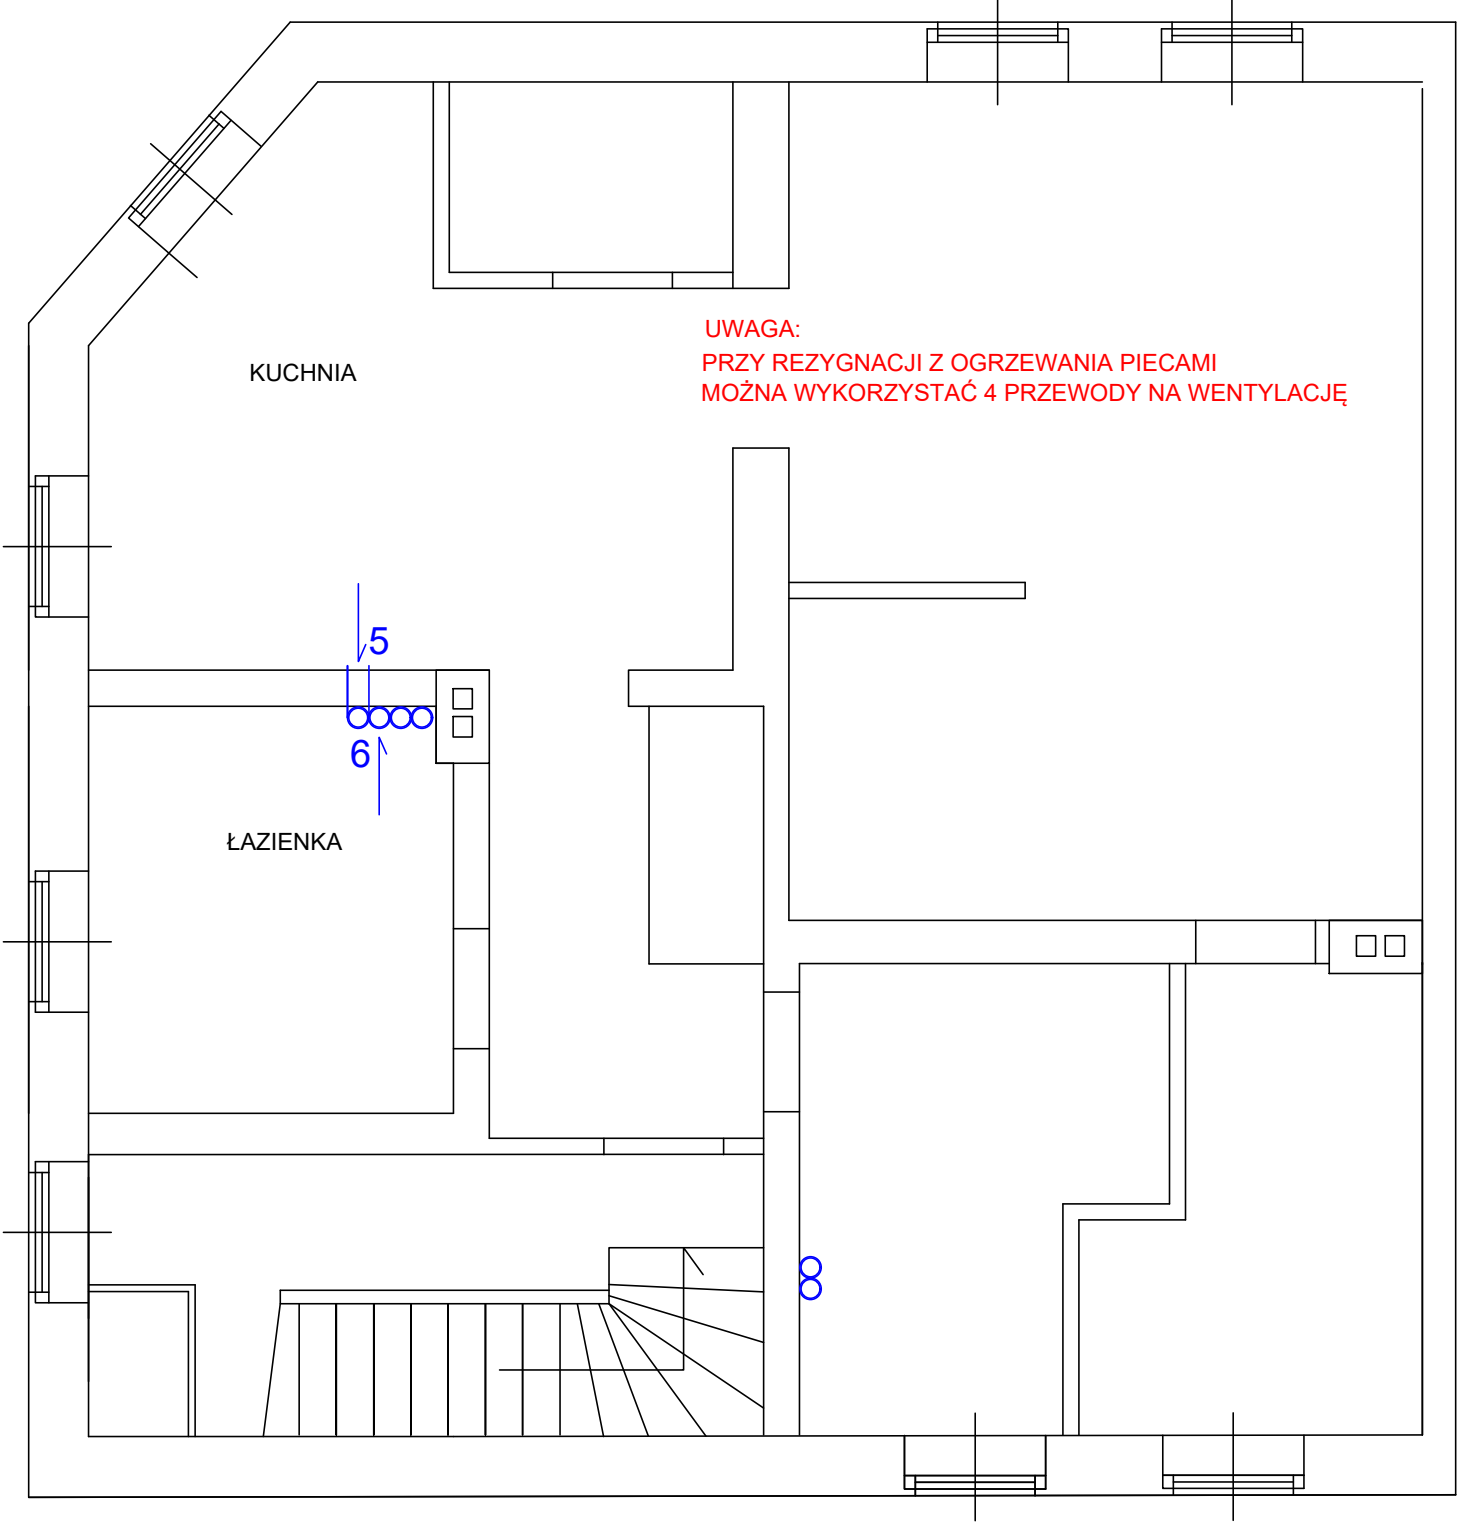 UWAGA:
PRZY REZYGNACJI Z OGRZEWANIA PIECAMI
MOŻNA WYKORZYSTAĆ 4 PRZEWODY NA WENTYLACJĘ
KUCHNIA
5
6
ŁAZIENKA